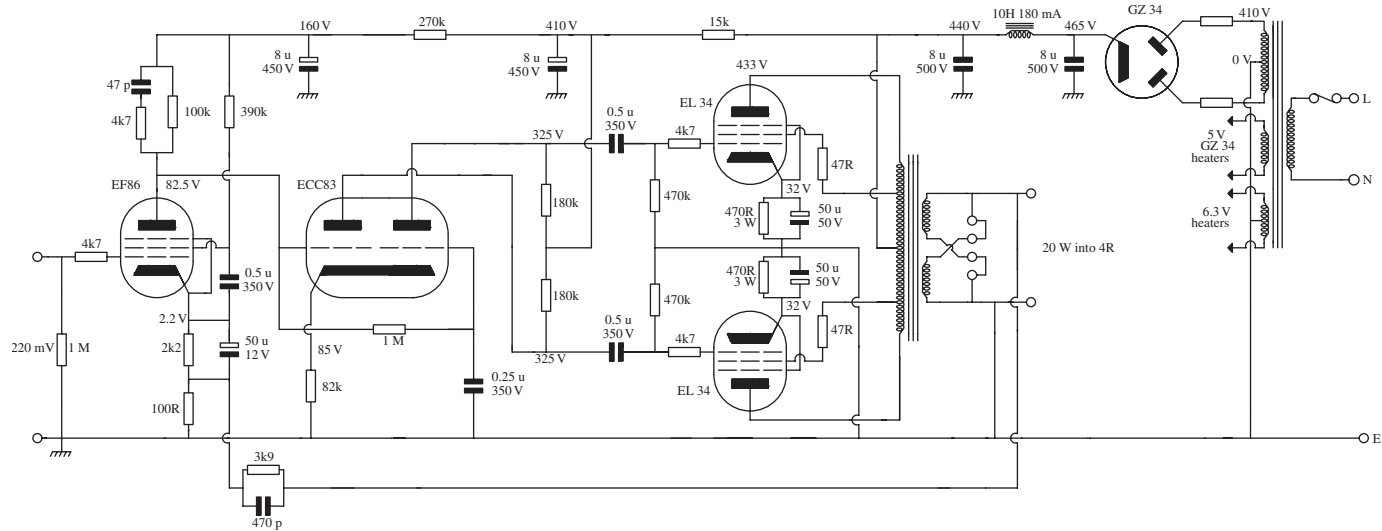 160 V
270k
410 V
15k
440 V
10H 180 mA
465 V
GZ 34
410 V
8 u
450 V
8 u
450 V
433 V
8 u
500 V
8 u
500 V
0 V
47 p
4k7
100k
390k
EL 34
0.5 u
350 V
4k7
L
5 V
GZ 34
heaters
325 V
47R
EF86
82.5 V
ECC83
N
180k
470k
32 V
470R
3 W
50 u
50 V
6.3 V
heaters
4k7
20 W into 4R
0.5 u
350 V
470R
3 W
50 u
50 V
180k
470k
32 V
2.2 V
0.5 u
350 V
47R
1 M
4k7
220 mV
1 M
2k2
50 u
12 V
85 V
325 V
82k
0.25 u
350 V
EL 34
100R
E
3k9
470 p